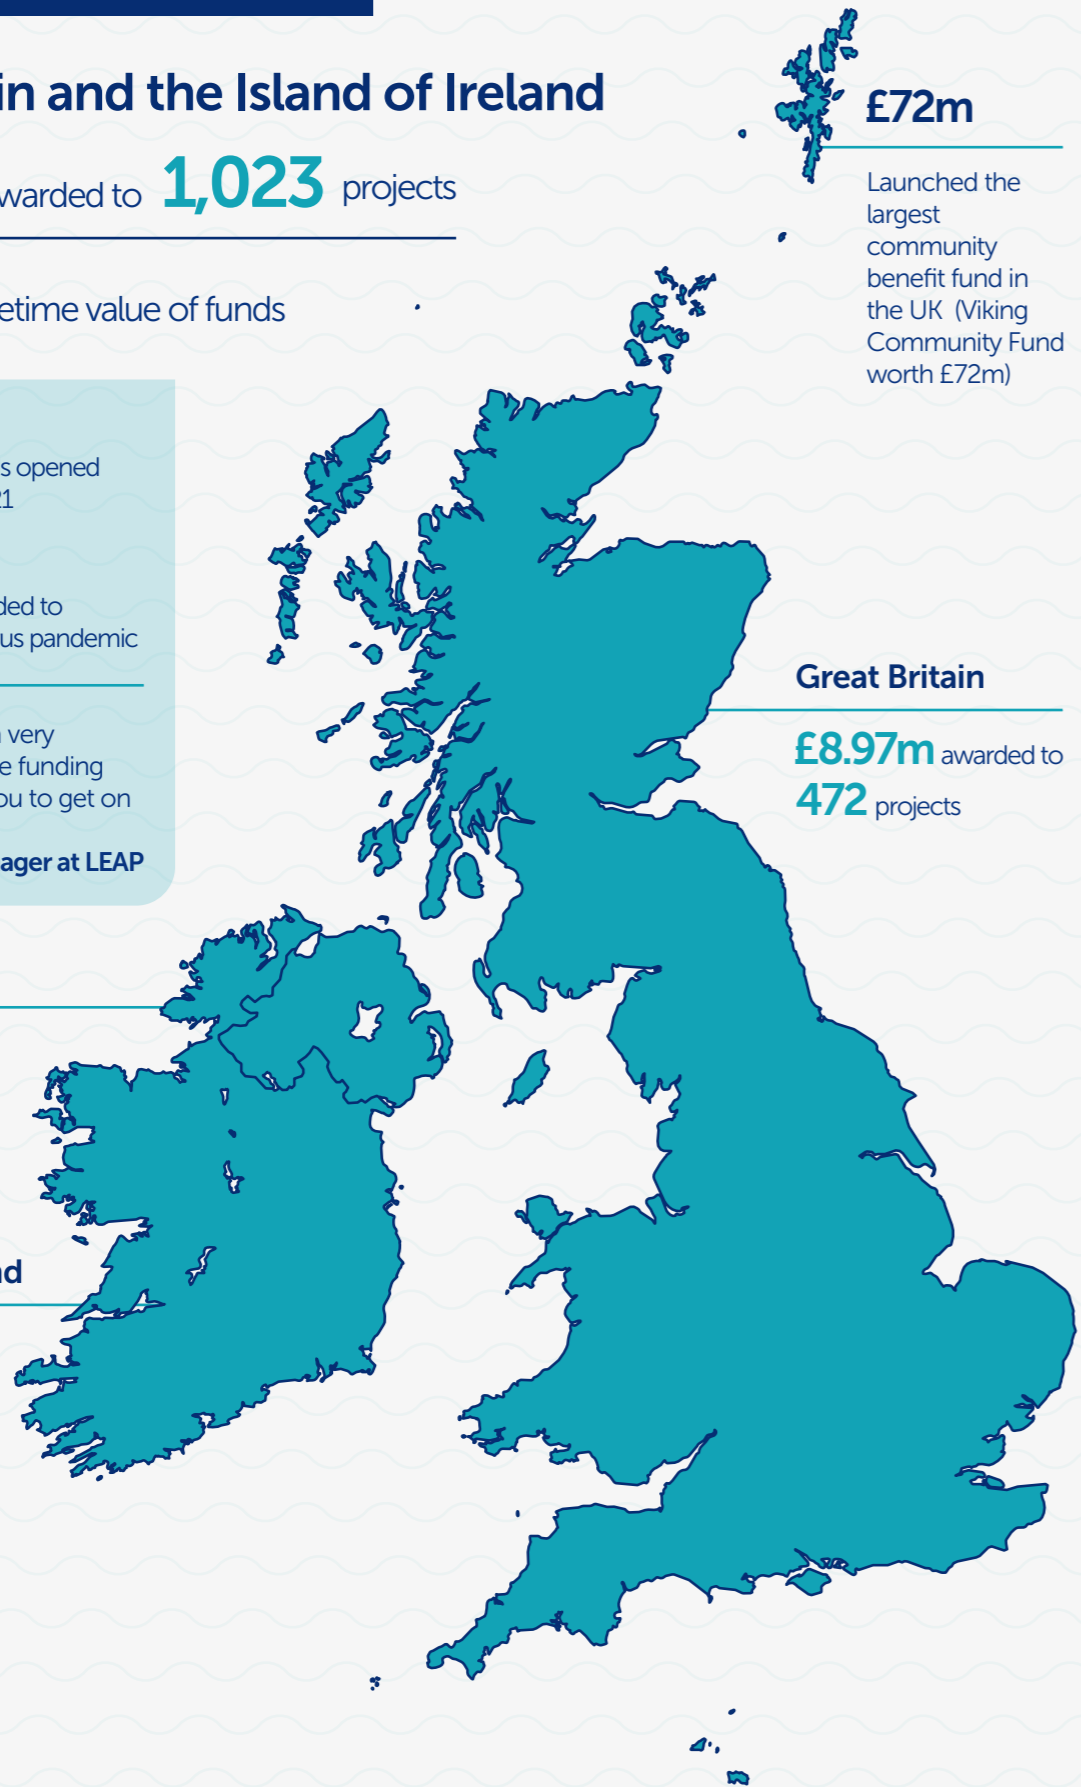 in and the Island of Ireland
warded to 1,023 projects
etime value of funds
£72m
Launched the
largest
community
benefit fund in
the UK (Viking
Community Fund
worth £72m)
s opened
21
ded to
us pandemic
very
e funding
ou to get on
ager at LEAP
Great Britain
£8.97m awarded to
472 projects
nd